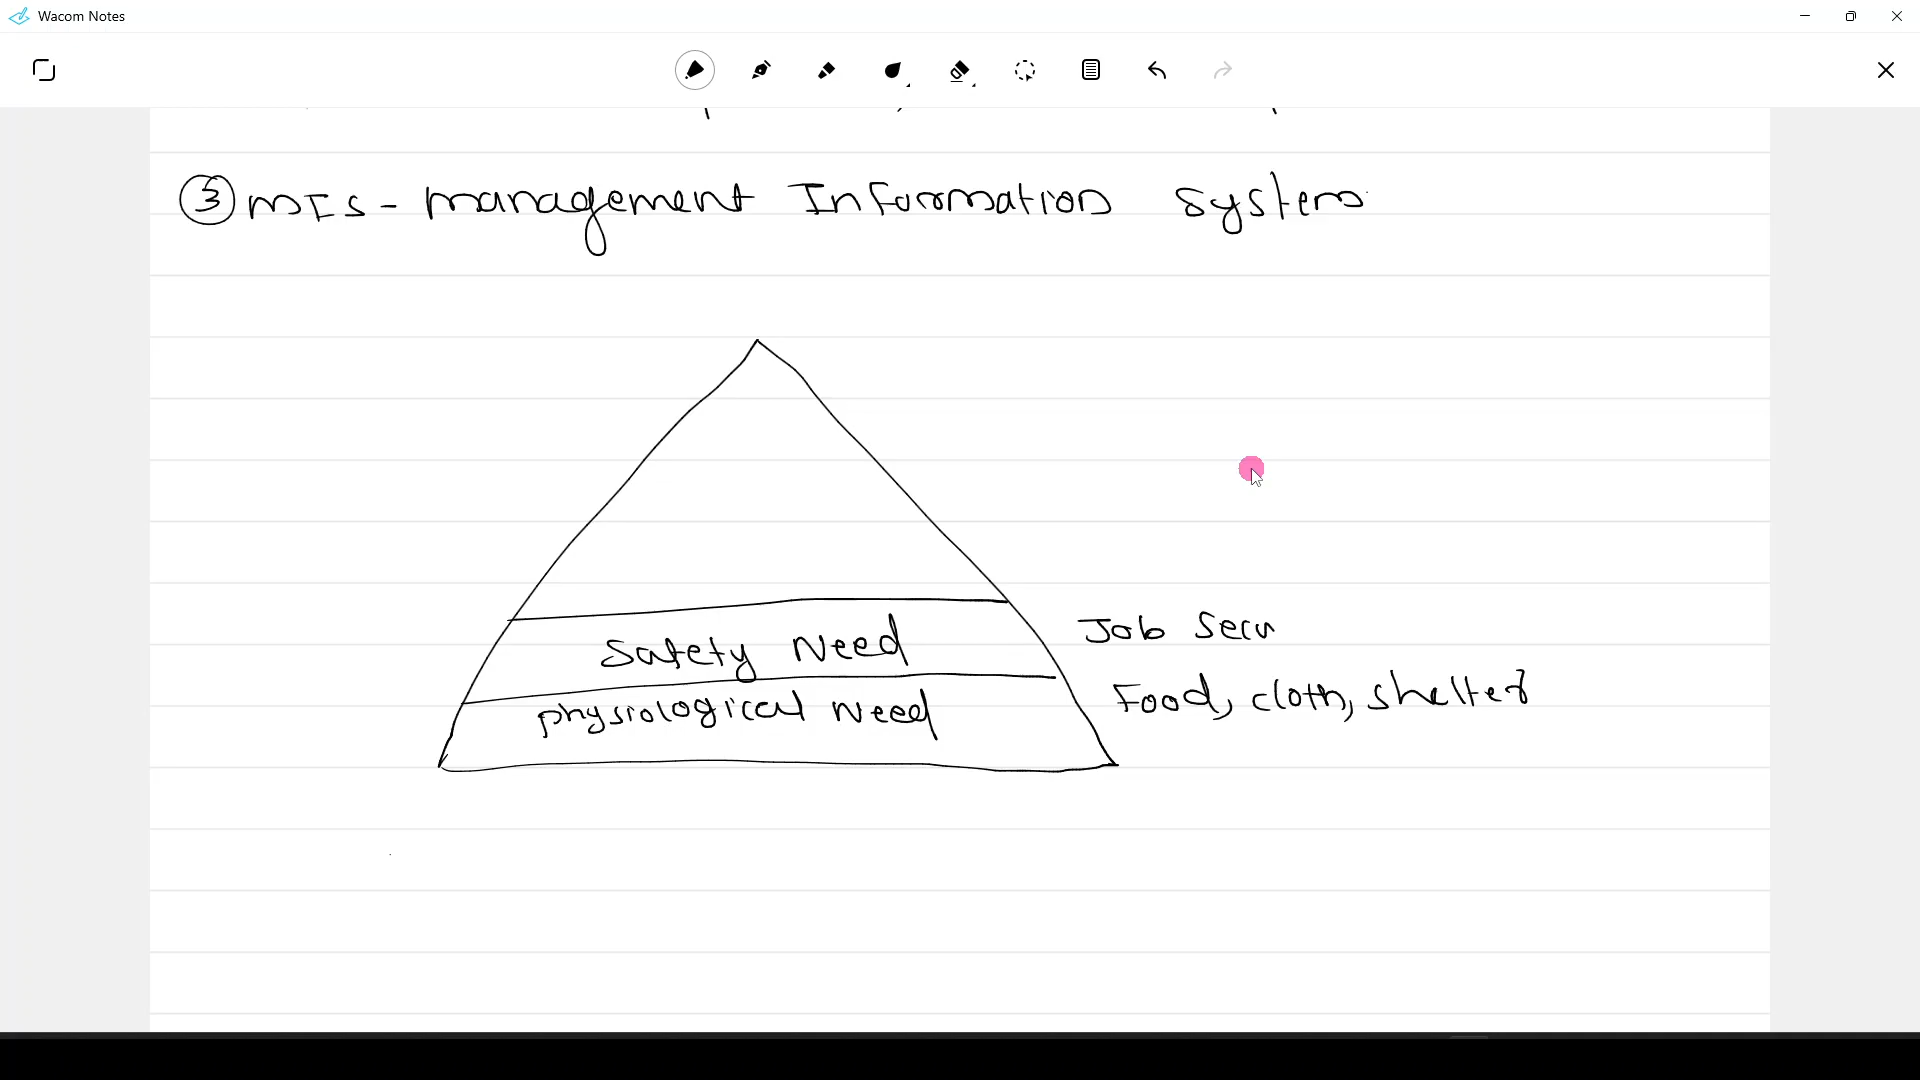 Wacom Notes
③ MIS - Management Information System
Safety Need
Job Secu
physiological Need
Food, cloth, shelter